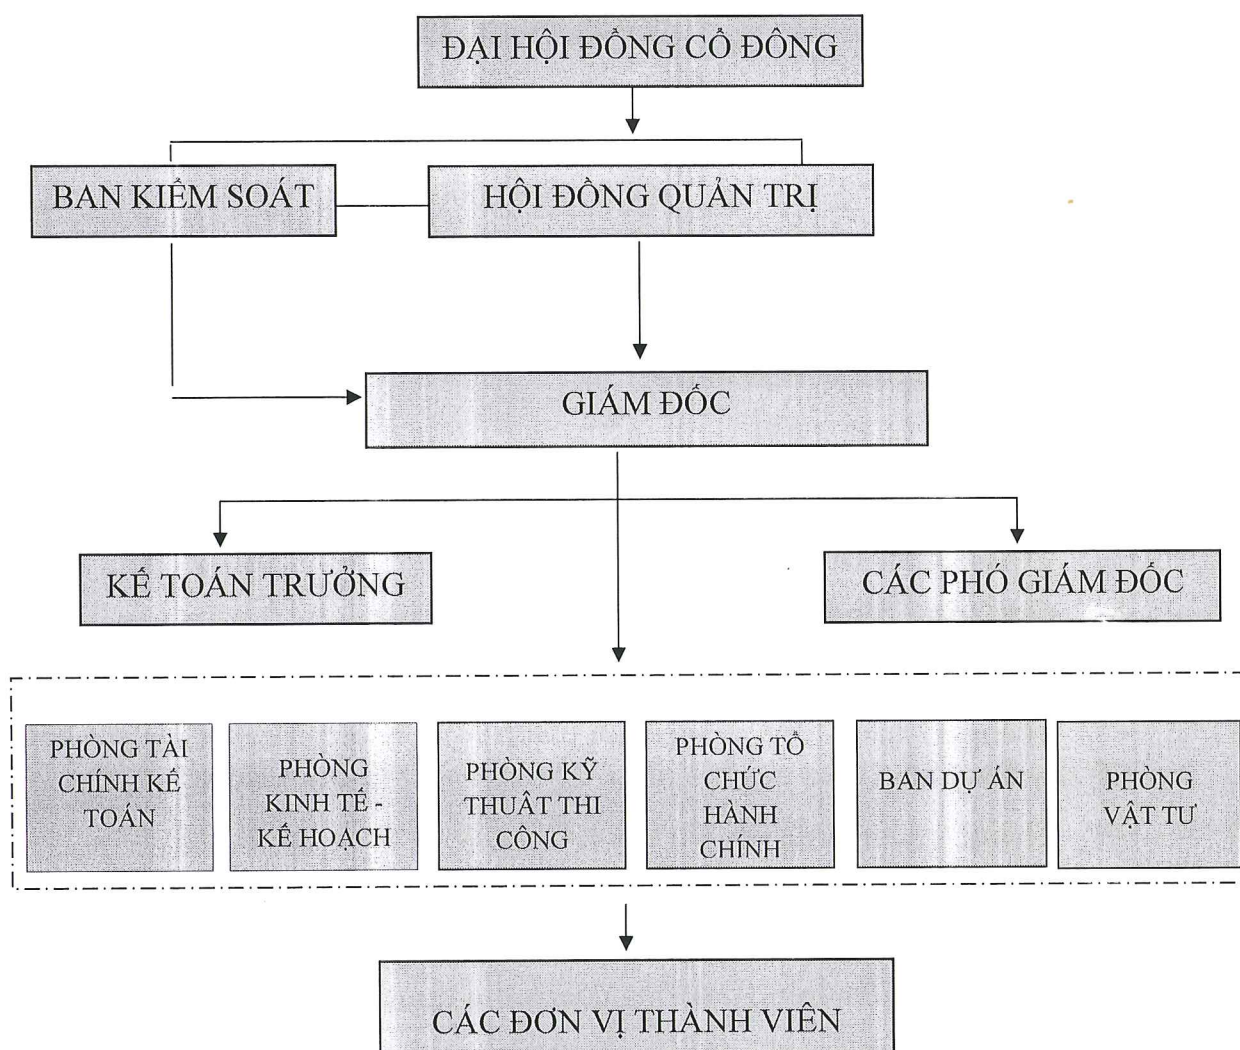 ĐẠI HỘI ĐỒNG CỔ ĐÔNG
BAN KIỂM SOÁT
HỘI ĐỒNG QUẢN TRỊ
GIÁM ĐỐC
KẾ TOÁN TRƯỞNG
CÁC PHÓ GIÁM ĐỐC
PHÒNG TÀI
CHÍNH KẾ
TOÁN
PHÒNG
KINH TẾ -
KẾ HOẠCH
PHÒNG KỸ
THUẬT THI
CÔNG
PHÒNG TỔ
CHỨC
HÀNH
CHÍNH
BAN DỰ ÁN
PHÒNG
VẬT TƯ
CÁC ĐƠN VỊ THÀNH VIÊN